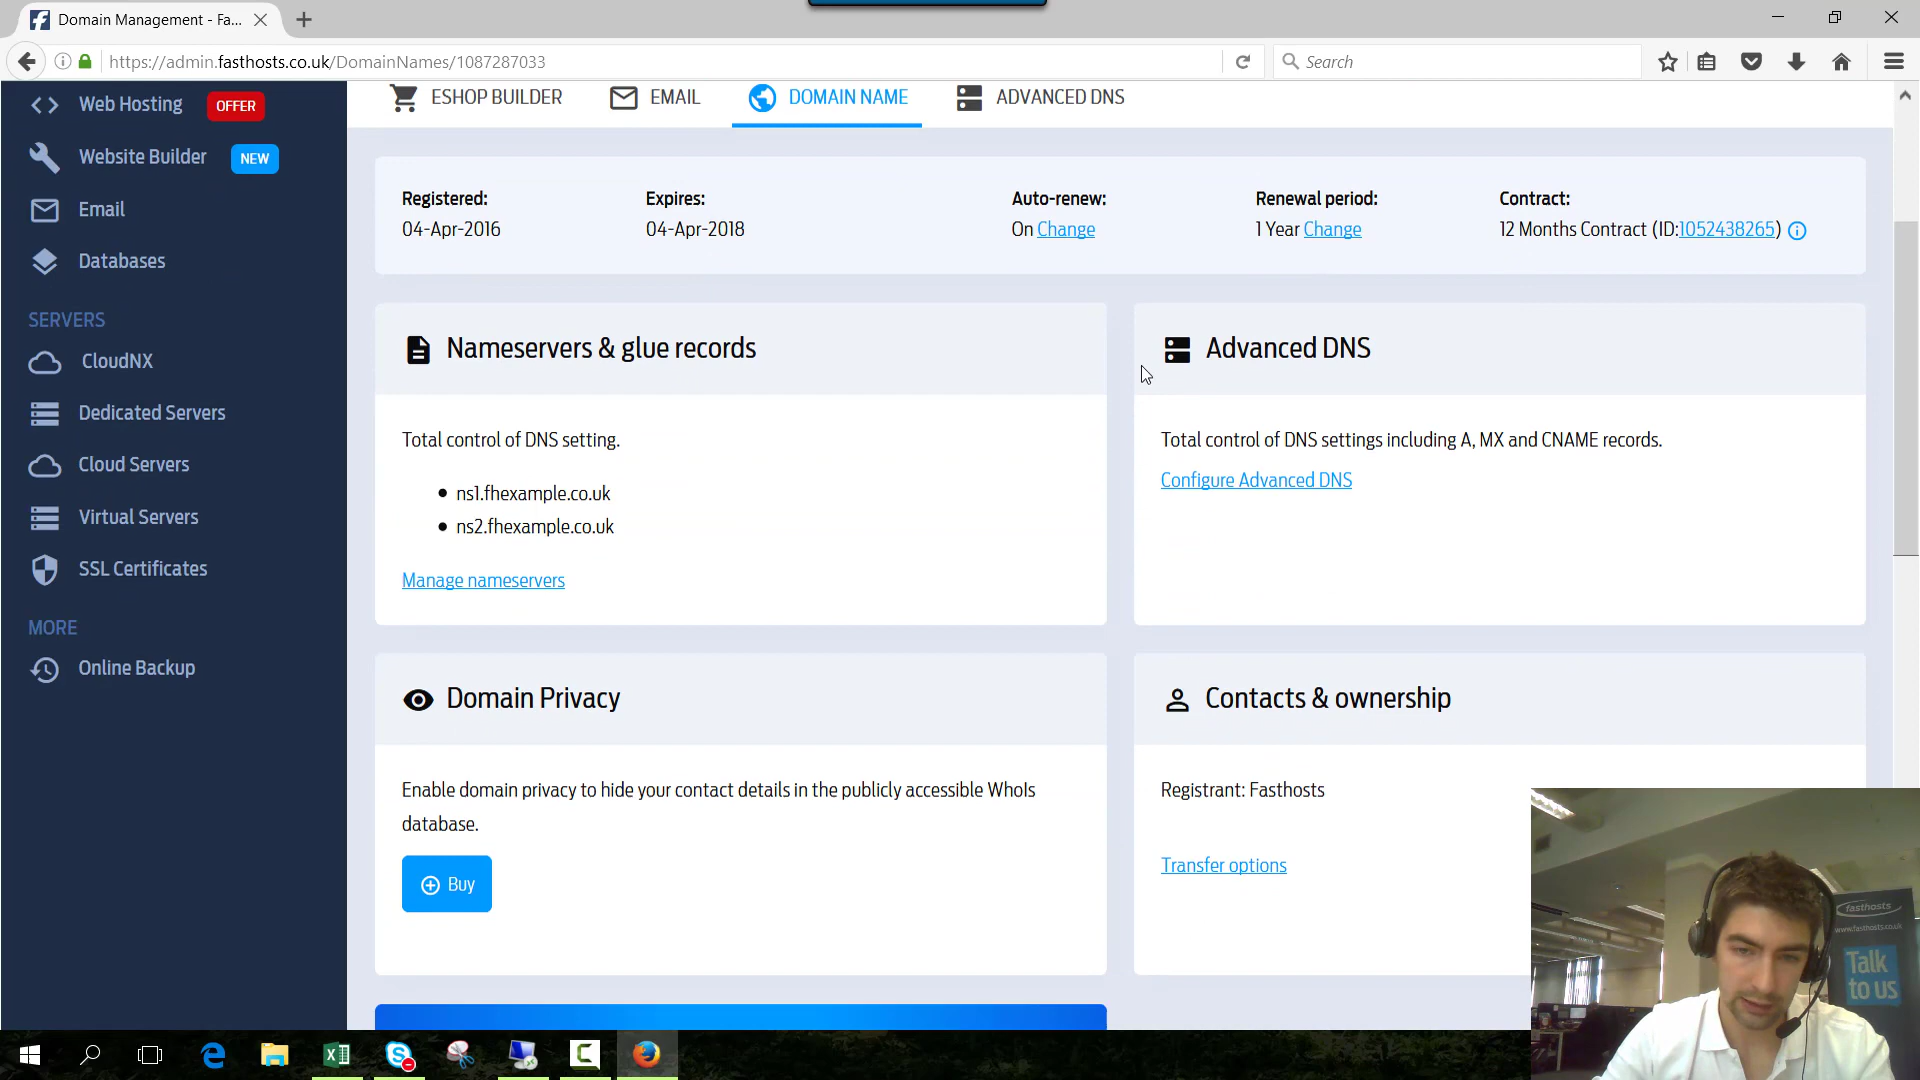 Domain Management - Fa...
https://admin.fasthosts.co.uk/DomainNames/1087287033
Search
Web Hosting OFFER
Website Builder NEW
Email
Databases
SERVERS
CloudNX
Dedicated Servers
Cloud Servers
Virtual Servers
SSL Certificates
MORE
Online Backup
ESHOP BUILDER EMAIL DOMAIN NAME ADVANCED DNS
Registered: Expires: Auto-renew: Renewal period: Contract:
04-Apr-2016 04-Apr-2018 On Change 1 Year Change 12 Months Contract (ID:1052438265)
Nameservers & glue records
Total control of DNS setting.
ns1.fhexample.co.uk
ns2.fhexample.co.uk
Manage nameservers
Advanced DNS
Total control of DNS settings including A, MX and CNAME records.
Configure Advanced DNS
Domain Privacy
Enable domain privacy to hide your contact details in the publicly accessible WhoIs
database.
Buy
Contacts & ownership
Registrant: Fasthosts
Transfer options
fasthosts
www.fasthosts.co.uk
Talk
to us